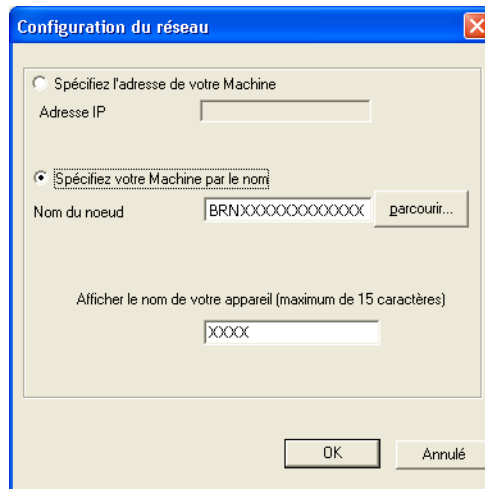 Configuration du réseau
Spécifiez l'adresse de votre Machine
Adresse IP
Spécifiez votre Machine par le nom
Nom du noeud
BRNXXXXXXXXXXXX
parcourir...
Afficher le nom de votre appareil (maximum de 15 caractères)
XXXX
OK
Annulé